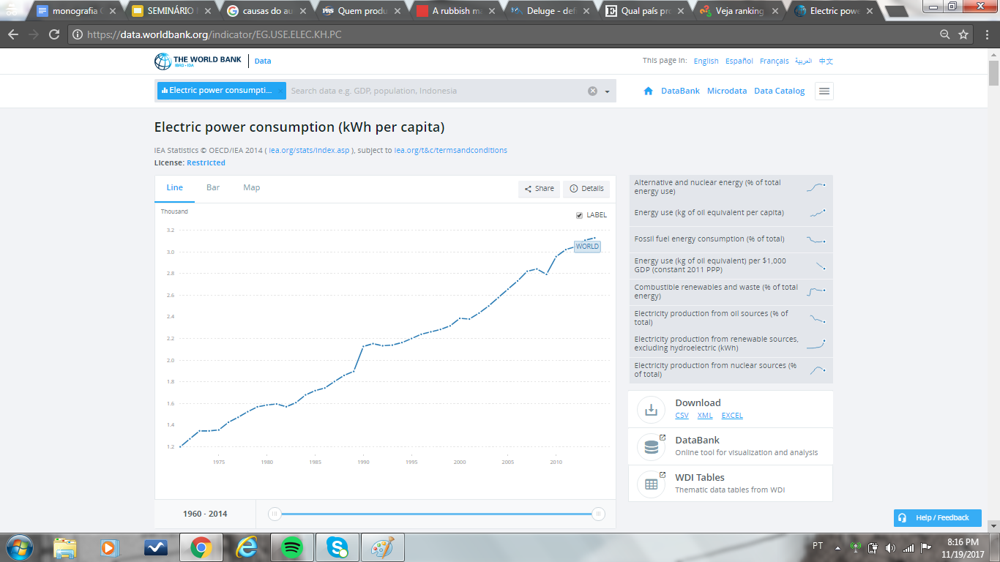 monografia
SEMINÁRIO
causas do au
Quem produ
A rubbish m
Deluge - defi
Qual país pr
Veja ranking
Electric powe
https://data.worldbank.org/indicator/EG.USE.ELEC.KH.PC
THE WORLD BANK
IBRD • IDA
Data
This page in: English Español Français العربية 中文
Electric power consumpti...
Search data e.g. GDP, population, Indonesia
DataBank Microdata Data Catalog
Electric power consumption (kWh per capita)
IEA Statistics © OECD/IEA 2014 ( iea.org/stats/index.asp ), subject to iea.org/t&c/termsandconditions
License: Restricted
Line Bar Map
Share Details
Thousand
LABEL
3.2
3.0
2.8
2.6
2.4
2.2
2.0
1.8
1.6
1.4
1.2
WORLD
1975 1980 1985 1990 1995 2000 2005 2010
1960 - 2014
Alternative and nuclear energy (% of total
energy use)
Energy use (kg of oil equivalent per capita)
Fossil fuel energy consumption (% of total)
Energy use (kg of oil equivalent) per $1,000
GDP (constant 2011 PPP)
Combustible renewables and waste (% of total
energy)
Electricity production from oil sources (% of
total)
Electricity production from renewable sources,
excluding hydroelectric (kWh)
Electricity production from nuclear sources (%
of total)
Download
CSV XML EXCEL
DataBank
Online tool for visualization and analysis
WDI Tables
Thematic data tables from WDI
Help / Feedback
PT
8:16 PM
11/19/2017